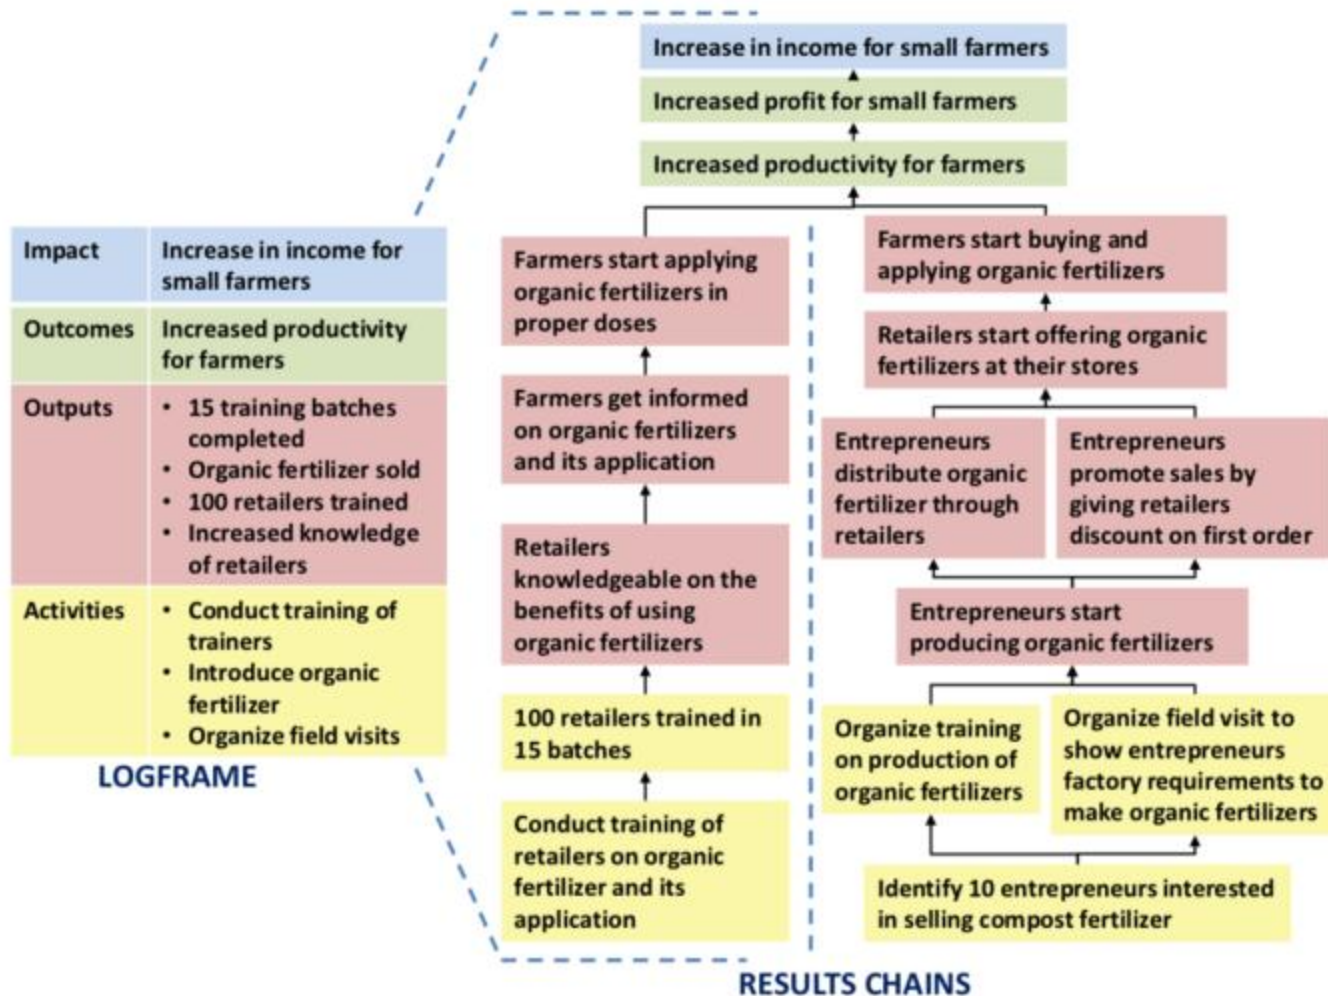 Impact
Increase in income for
small farmers
Outcomes
Increased productivity
for farmers
Outputs
• 15 training batches
completed
• Organic fertilizer sold
• 100 retailers trained
• Increased knowledge
of retailers
Activities
• Conduct training of
trainers
• Introduce organic
fertilizer
• Organize field visits
LOGFRAME
Increase in income for small farmers
Increased profit for small farmers
Increased productivity for farmers
Farmers start applying
organic fertilizers in
proper doses
Farmers get informed
on organic fertilizers
and its application
Retailers
knowledgeable on the
benefits of using
organic fertilizers
100 retailers trained in
15 batches
Conduct training of
retailers on organic
fertilizer and its
application
Farmers start buying and
applying organic fertilizers
Retailers start offering organic
fertilizers at their stores
Entrepreneurs
distribute organic
fertilizer through
retailers
Entrepreneurs
promote sales by
giving retailers
discount on first order
Entrepreneurs start
producing organic fertilizers
Organize training
on production of
organic fertilizers
Organize field visit to
show entrepreneurs
factory requirements to
make organic fertilizers
Identify 10 entrepreneurs interested
in selling compost fertilizer
RESULTS CHAINS